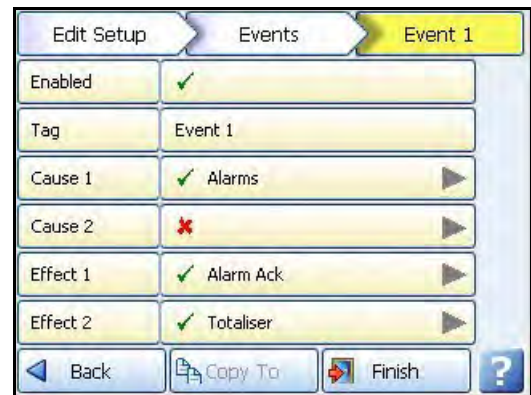 Edit Setup Events Event 1
Enabled
Tag Event 1
Cause 1 Alarms
Cause 2
Effect 1 Alarm Ack
Effect 2 Totaliser
Back Copy To Finish ?